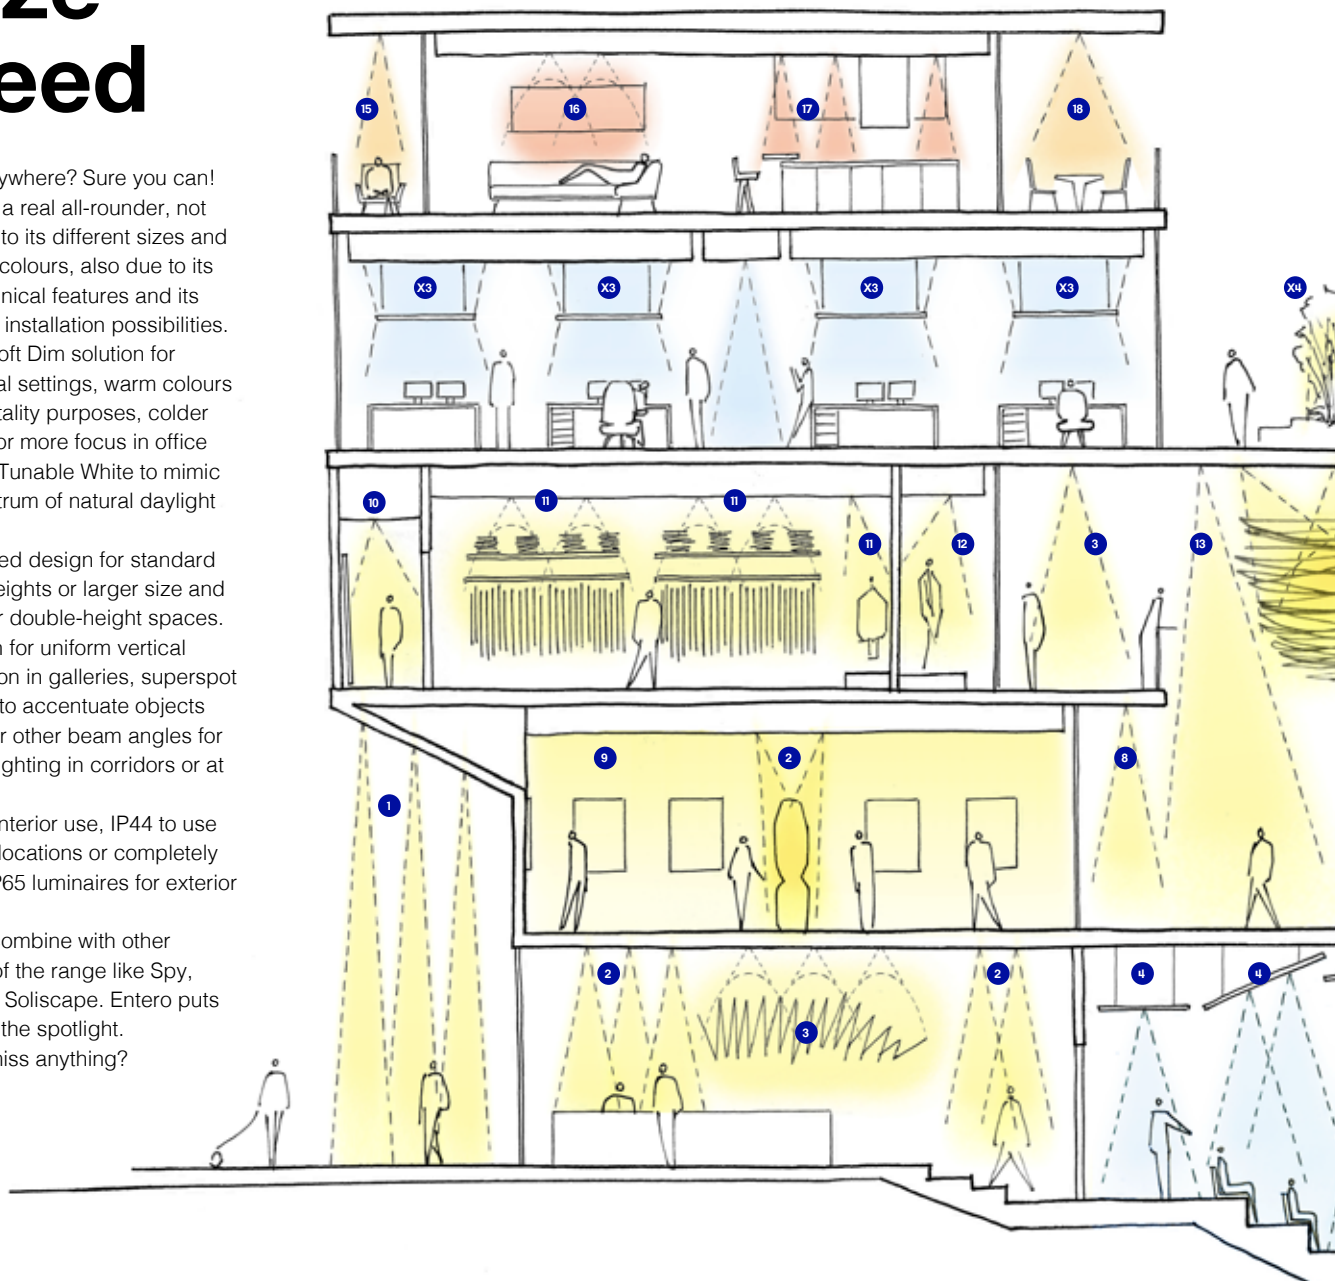 ze
eed
ywhere? Sure you can!
a real all-rounder, not
to its different sizes and
colours, also due to its
nical features and its
installation possibilities.
oft Dim solution for
al settings, warm colours
tality purposes, colder
or more focus in office
Tunable White to mimic
trum of natural daylight
ed design for standard
eights or larger size and
r double-height spaces.
n for uniform vertical
on in galleries, superspot
to accentuate objects
r other beam angles for
ghting in corridors or at
nterior use, IP44 to use
locations or completely
P65 luminaires for exterior
ombine with other
of the range like Spy,
Soliscape. Entero puts
the spotlight.
niss anything?
15
16
17
18
X3
X3
X3
X3
X4
10
11
11
11
12
3
13
9
2
8
1
2
3
2
4
4